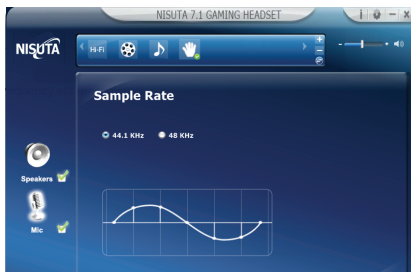 NISUTA 7.1 GAMING HEADSET
i - x
NISUTA
Hi-Fi
- +
Sample Rate
44.1 KHz 48 KHz
Speakers
Mic